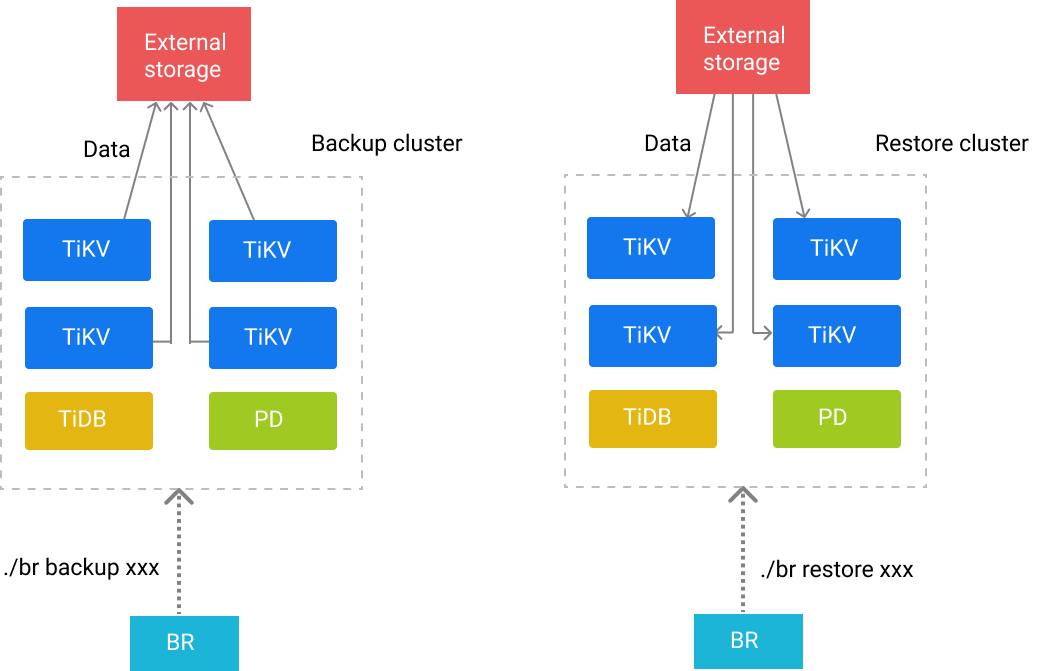 External
storage
Data
Backup cluster
TiKV
TiKV
TiKV
TiKV
TiDB
PD
./br backup xxx
BR
External
storage
Data
Restore cluster
TiKV
TiKV
TiKV
TiKV
TiDB
PD
./br restore xxx
BR